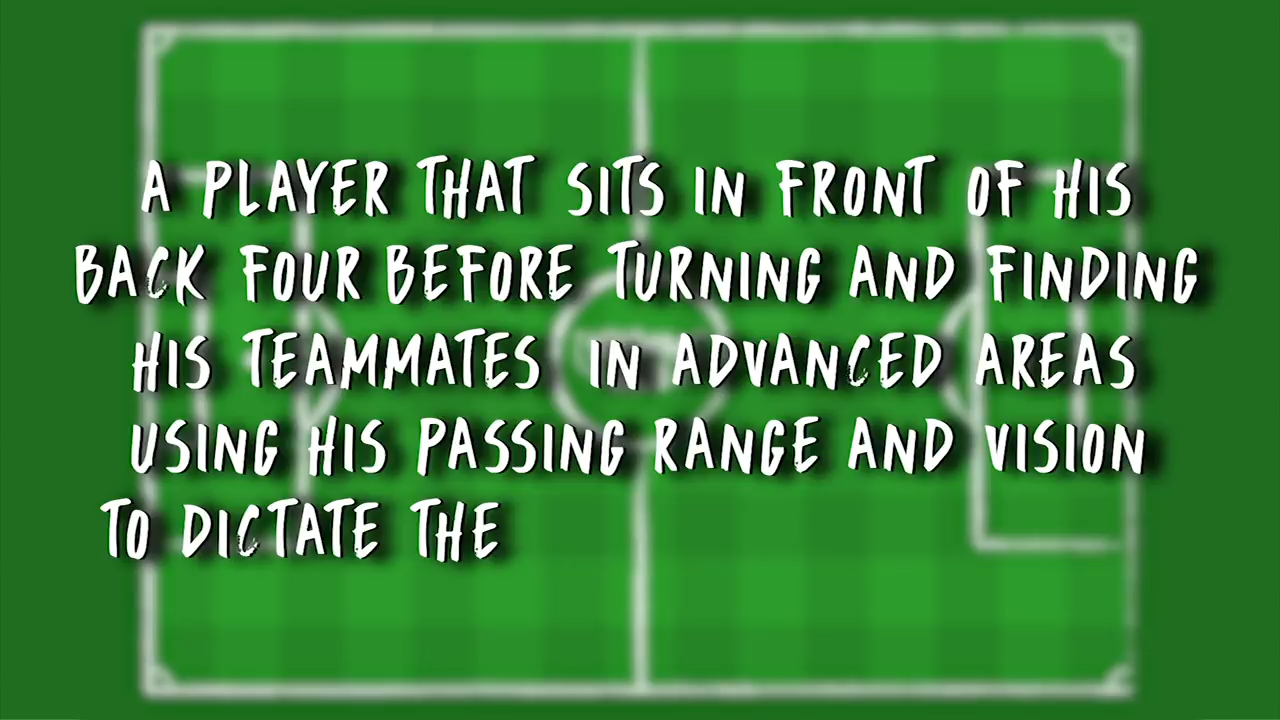 A PLAYER THAT SITS IN FRONT OF HIS
BACK FOUR BEFORE TURNING AND FINDING
HIS TEAMMATES IN ADVANCED AREAS
USING HIS PASSING RANGE AND VISION
TO DICTATE THE